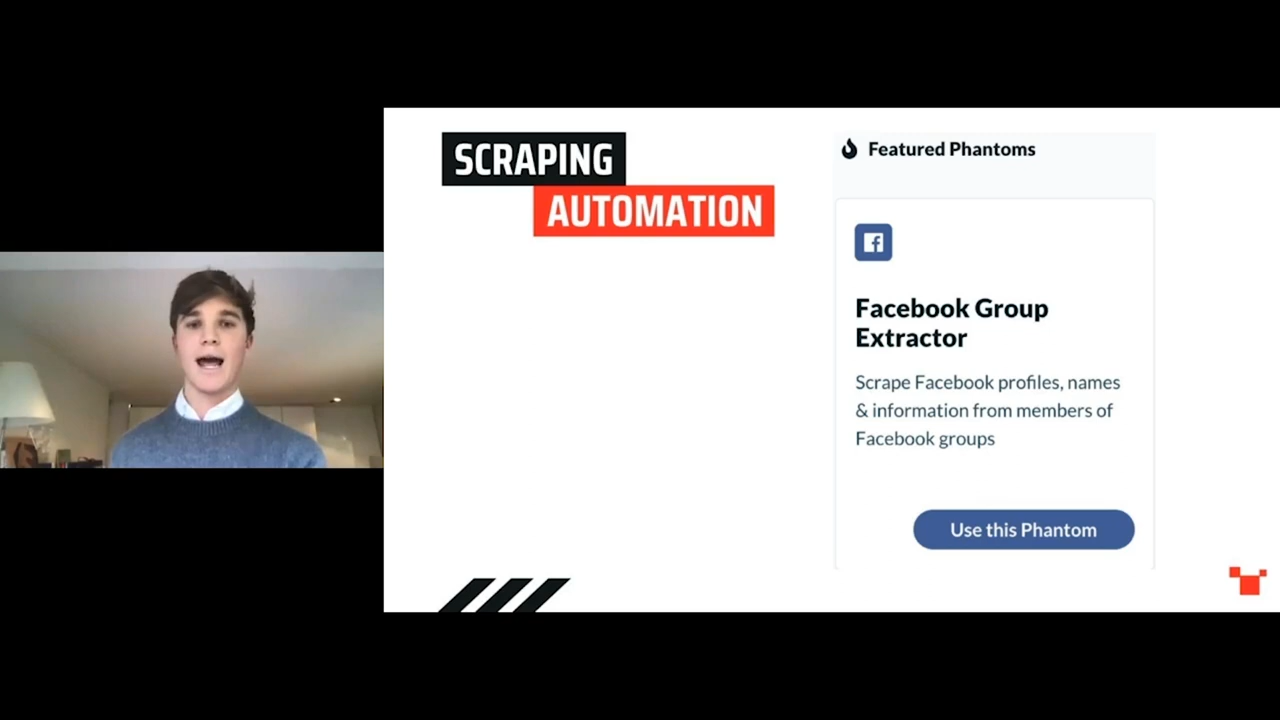 SCRAPING
AUTOMATION
Featured Phantoms
Facebook Group
Extractor
Scrape Facebook profiles, names
& information from members of
Facebook groups
Use this Phantom